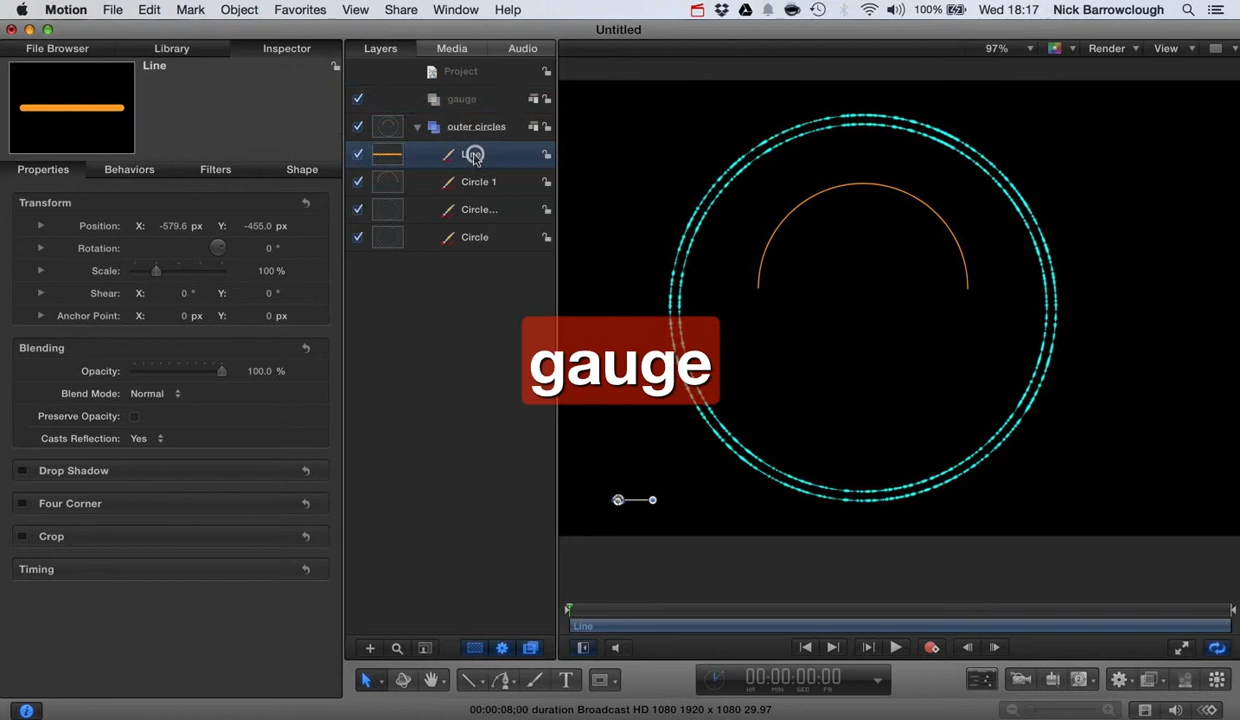 Motion File Edit Mark Object Favorites View Share Window Help 100% Wed 18:17 Nick Barrowclough
Untitled
File Browser Library Inspector Layers Media Audio 97% Render View
Line
Project
gauge
outer circles
Line
Circle 1
Circle...
Circle
Properties Behaviors Filters Shape
Transform
Position: X: -579.6 px Y: -455.0 px
Rotation: 0 °
Scale: 100 %
Shear: X: 0 ° Y: 0 °
Anchor Point: X: 0 px Y: 0 px
Blending
Opacity: 100.0 %
Blend Mode: Normal
Preserve Opacity:
Casts Reflection: Yes
Drop Shadow
Four Corner
Crop
Timing
gauge
Line
T
00:00:00:00
HR MIN SEC FR
00:00:08;00 duration Broadcast HD 1080 1920 x 1080 29.97